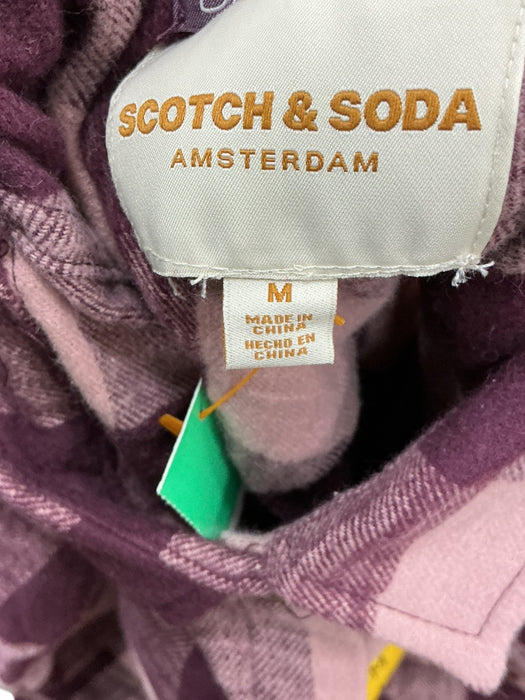 SCOTCH & SODA
AMSTERDAM
M
MADE IN
CHINA
HECHO EN
CHINA